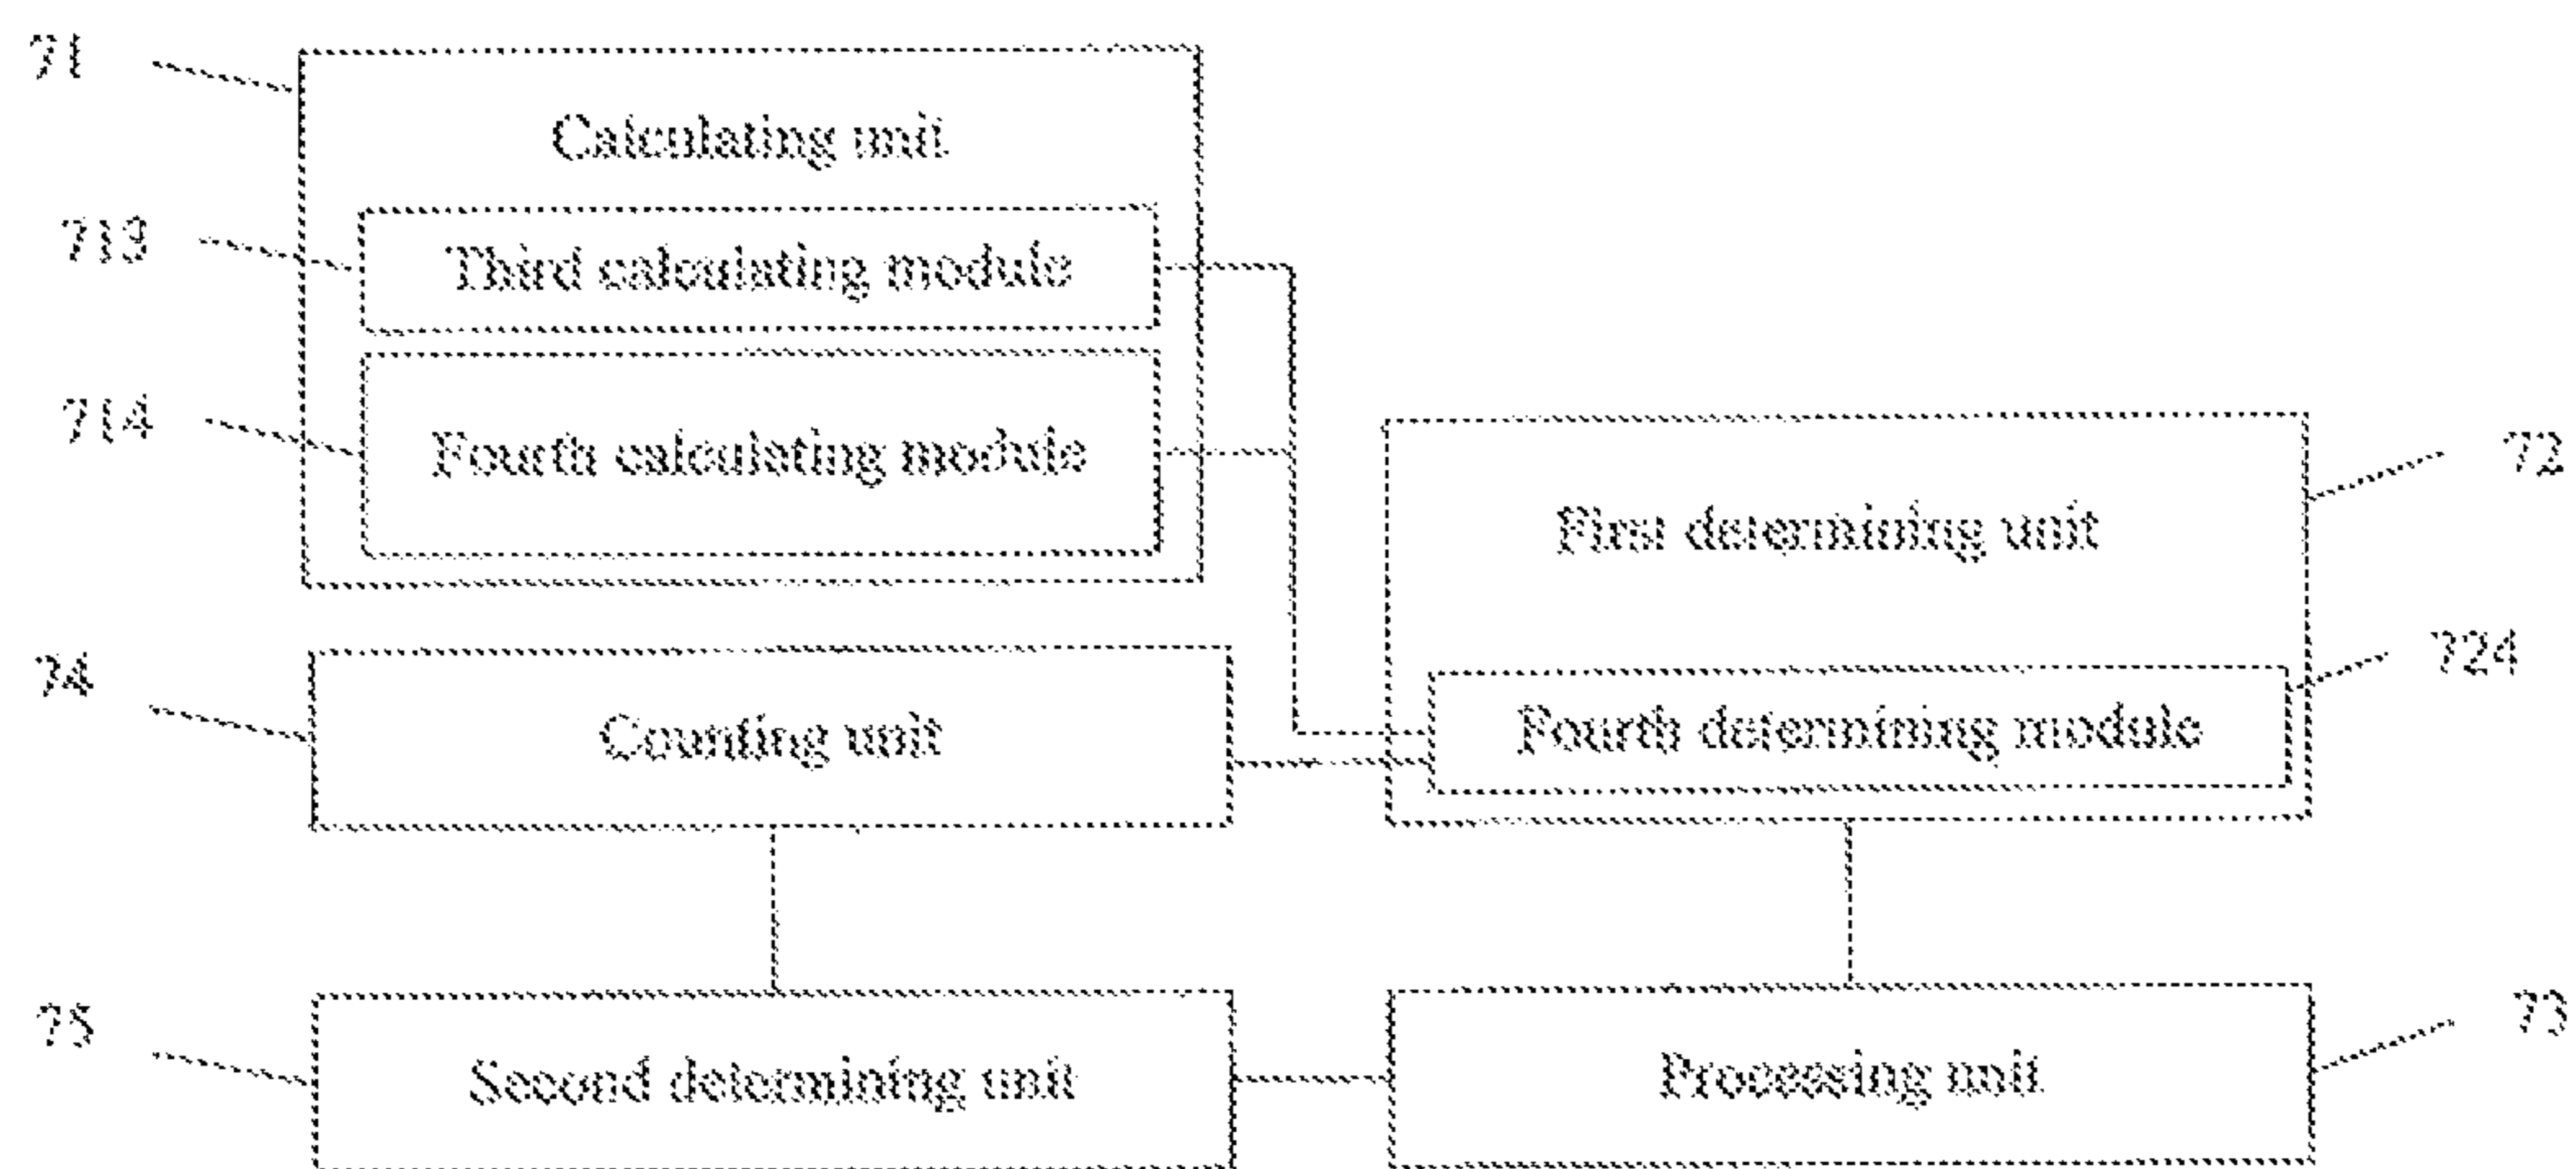 71
Calculating unit
713
Third calculating module
714
Fourth calculating module
72
First determining unit
74
Counting unit
724
Fourth determining module
75
Second determining unit
73
Processing unit